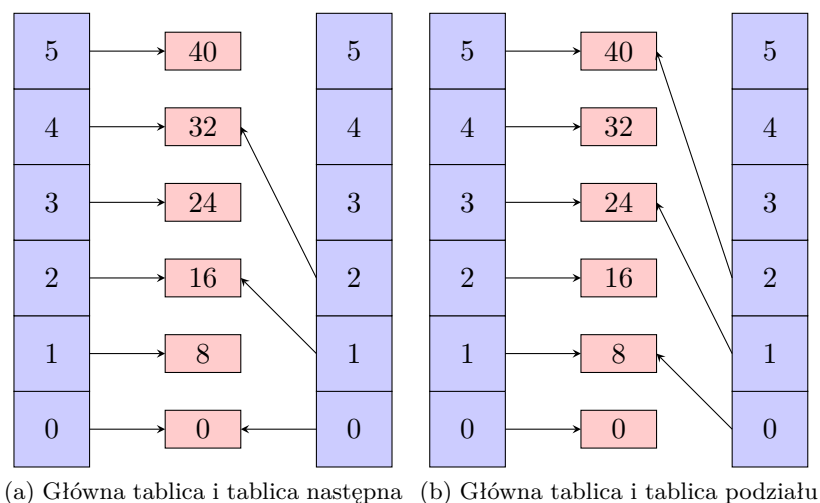 5 40 5 5 40 5
4 32 4 4 32 4
3 24 3 3 24 3
2 16 2 2 16 2
1 8 1 1 8 1
0 0 0 0 0 0
(a) Główna tablica i tablica następna (b) Główna tablica i tablica podziału